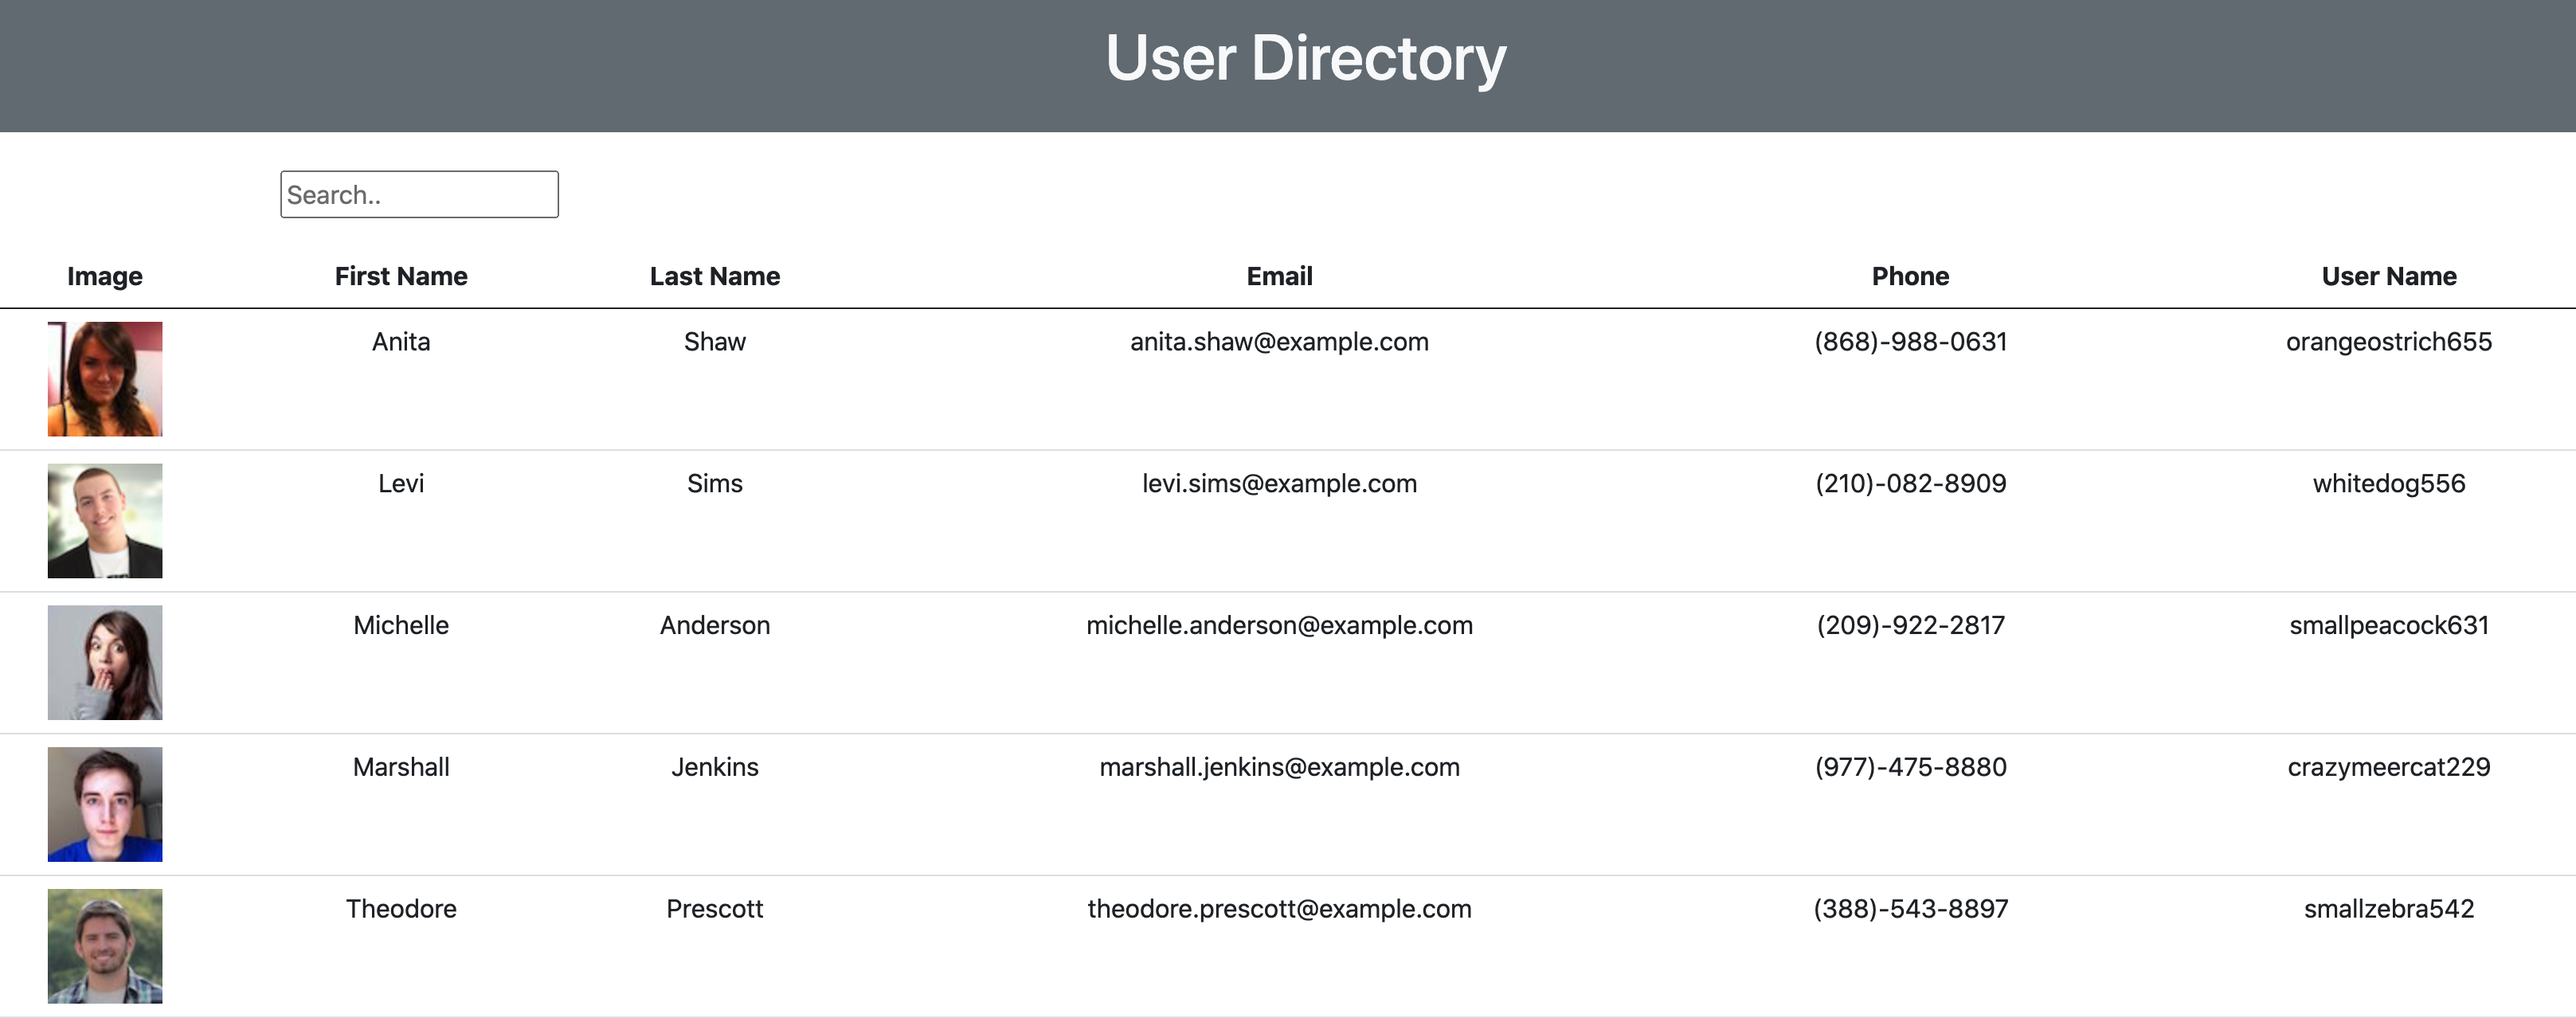 User Directory
Search..
Image First Name Last Name Email Phone User Name
Anita Shaw anita.shaw@example.com (868)-988-0631 orangeostrich655
Levi Sims levi.sims@example.com (210)-082-8909 whitedog556
Michelle Anderson michelle.anderson@example.com (209)-922-2817 smallpeacock631
Marshall Jenkins marshall.jenkins@example.com (977)-475-8880 crazymeercat229
Theodore Prescott theodore.prescott@example.com (388)-543-8897 smallzebra542